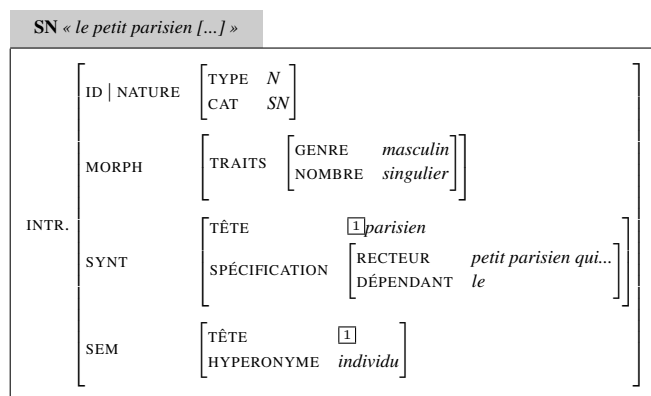 SN « le petit parisien [...] »
ID | NATURE TYPE N
CAT SN
MORPH TRAITS GENRE masculin
NOMBRE singulier
INTR.
SYNT TÊTE 1 parisien
SPÉCIFICATION RECTEUR petit parisien qui...
DÉPENDANT le
SEM TÊTE 1
HYPERONYME individu